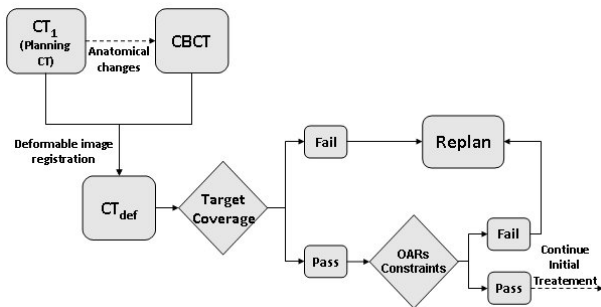 CT1
(Planning
CT)
Anatomical
changes
CBCT
Deformable image
registration
CTdef
Target
Coverage
Fail
Replan
Pass
OARs
Constraints
Fail
Pass
Continue
Initial
Treatement